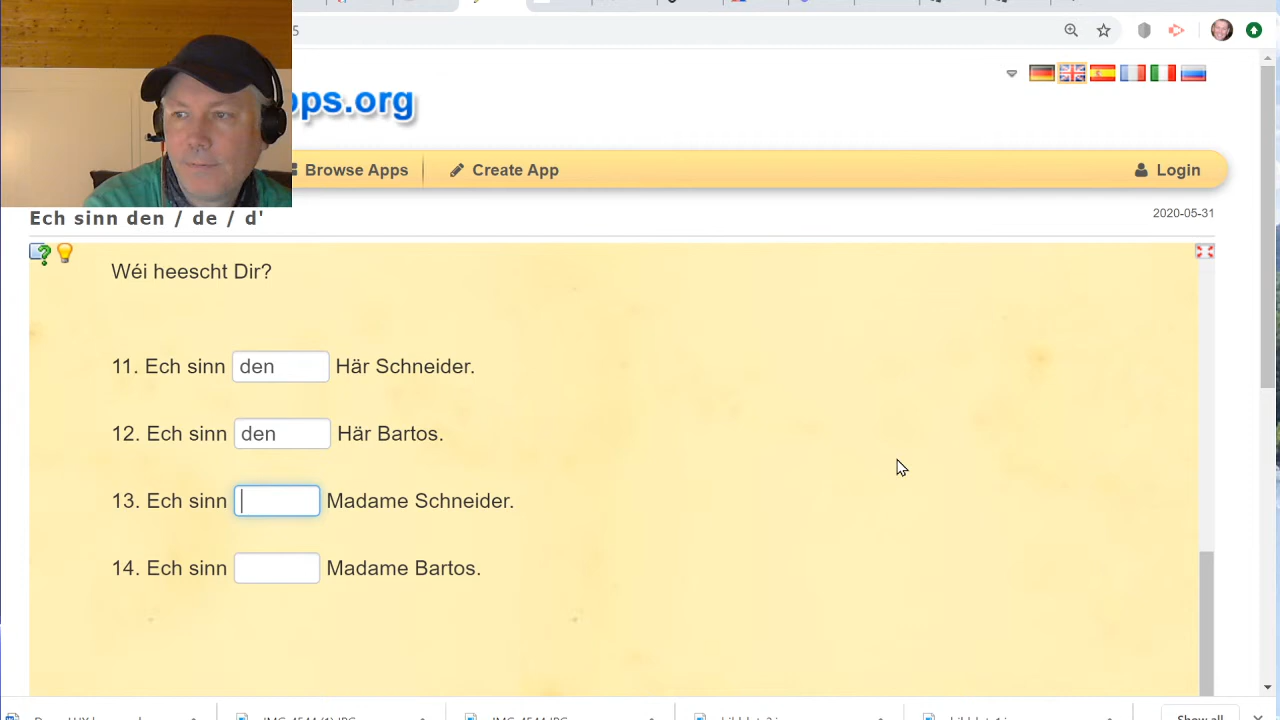 5
ps.org
Browse Apps
Create App
Login
Ech sinn den / de / d'
2020-05-31
Wéi heescht Dir?
11. Ech sinn den Här Schneider.
12. Ech sinn den Här Bartos.
13. Ech sinn Madame Schneider.
14. Ech sinn Madame Bartos.
Show all